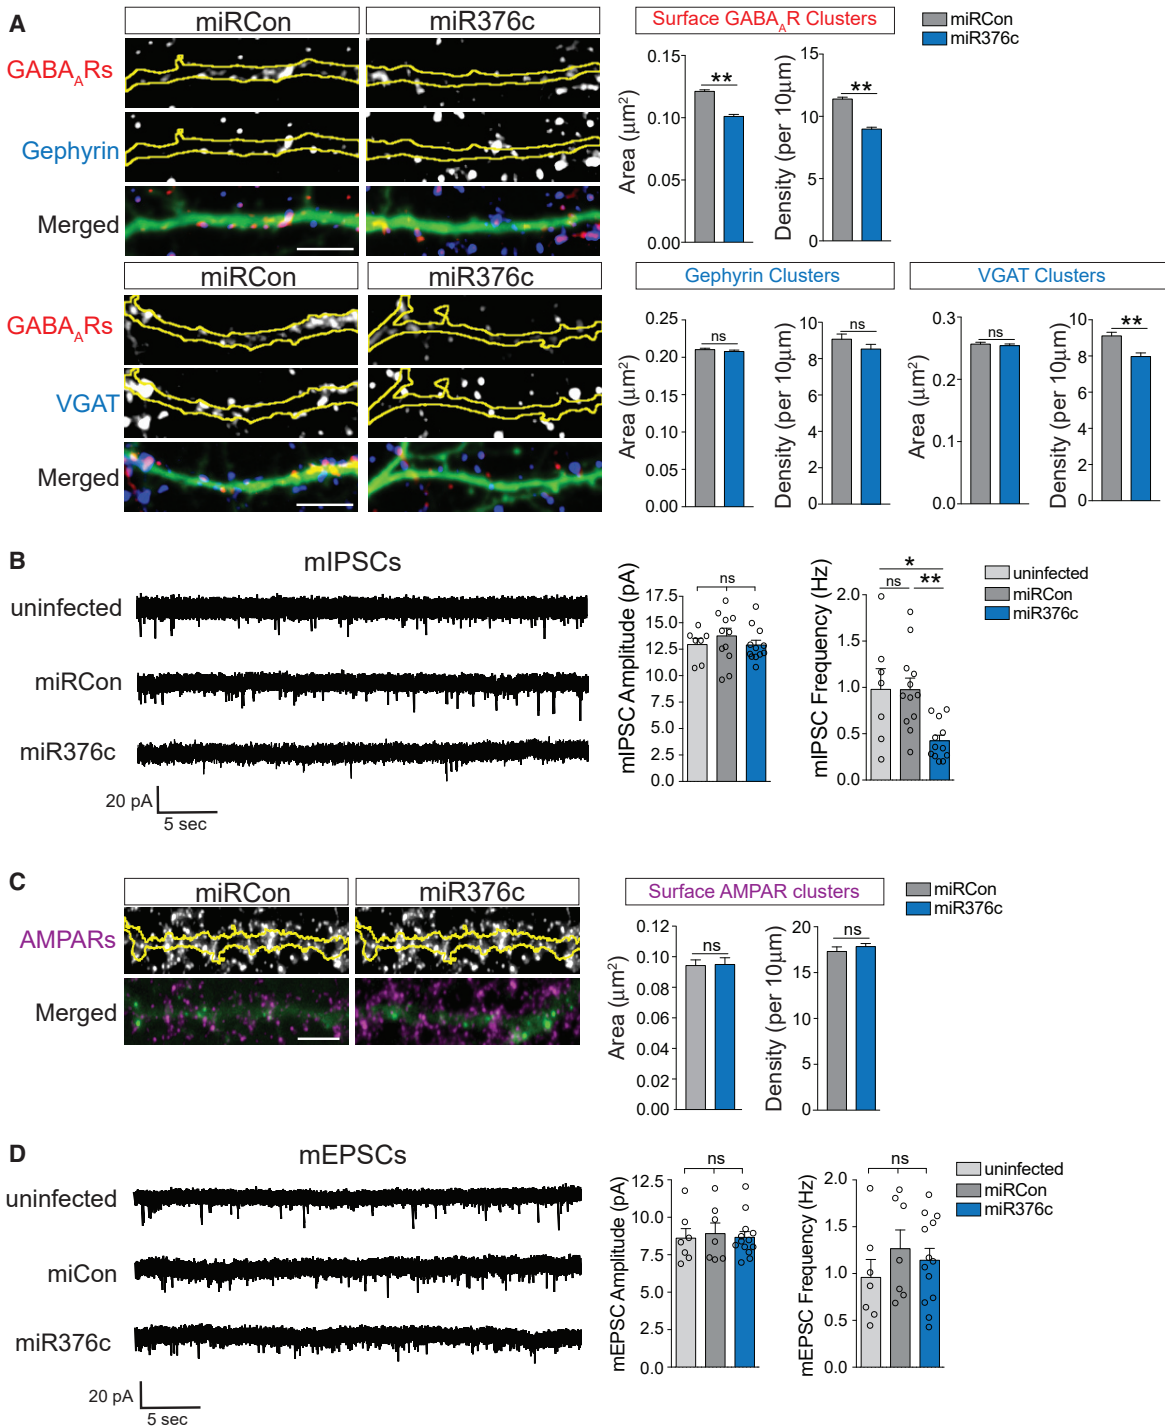 A
miRCon
miR376c
GABA_ARs
Gephyrin
Merged
Surface GABA_AR Clusters
miRCon
miR376c
Area (μm²)
0.15
0.10
0.05
0.00
**
Density (per 10μm)
15
10
5
0
**
miRCon
miR376c
GABA_ARs
VGAT
Merged
Gephyrin Clusters
VGAT Clusters
Area (μm²)
0.25
0.20
0.15
0.10
0.05
0.00
ns
Density (per 10μm)
10
8
6
4
2
0
ns
Area (μm²)
0.3
0.2
0.1
0.0
ns
Density (per 10μm)
10
8
6
4
2
0
**
B
mIPSCs
uninfected
miRCon
miR376c
20 pA
5 sec
mIPSC Amplitude (pA)
17.5
15.0
12.5
10.0
7.5
5.0
2.5
0.0
ns
mIPSC Frequency (Hz)
2.0
1.5
1.0
0.5
0.0
*
ns
**
uninfected
miRCon
miR376c
C
miRCon
miR376c
AMPARs
Merged
Surface AMPAR clusters
miRCon
miR376c
Area (μm²)
0.12
0.10
0.08
0.06
0.04
0.02
0.00
ns
Density (per 10μm)
20
15
10
5
0
ns
D
mEPSCs
uninfected
miCon
miR376c
20 pA
5 sec
mEPSC Amplitude (pA)
12.5
10.0
7.5
5.0
2.5
0.0
ns
mEPSC Frequency (Hz)
2.0
1.5
1.0
0.5
0.0
ns
uninfected
miRCon
miR376c